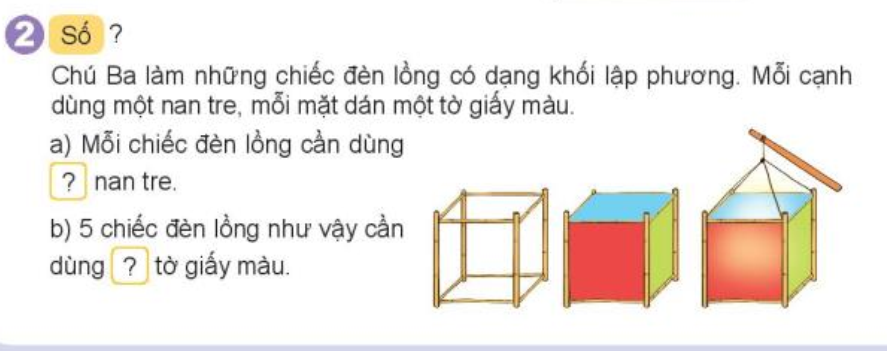 2 Số ?
Chú Ba làm những chiếc đèn lồng có dạng khối lập phương. Mỗi cạnh
dùng một nan tre, mỗi mặt dán một tờ giấy màu.
a) Mỗi chiếc đèn lồng cần dùng
? nan tre.
b) 5 chiếc đèn lồng như vậy cần
dùng ? tờ giấy màu.